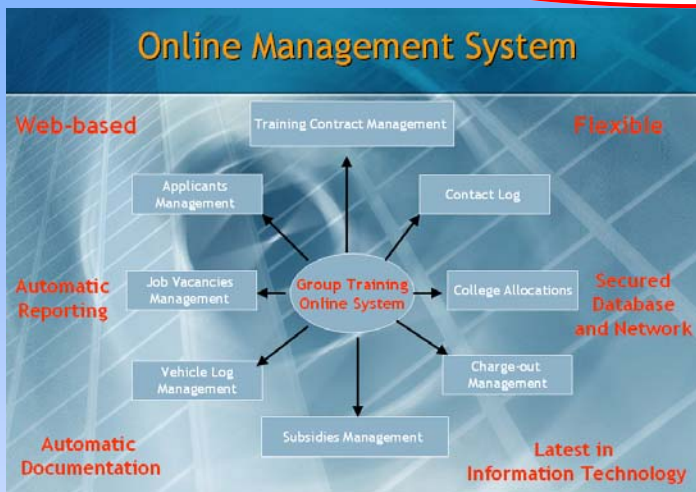 Online Management System
Web-based
Training Contract Management
Flexible
Applicants
Management
Contact Log
Automatic
Reporting
Job Vacancies
Management
Group Training
Online System
College Allocations
Secured
Database
and Network
Vehicle Log
Management
Charge-out
Management
Automatic
Documentation
Subsidies Management
Latest in
Information Technology